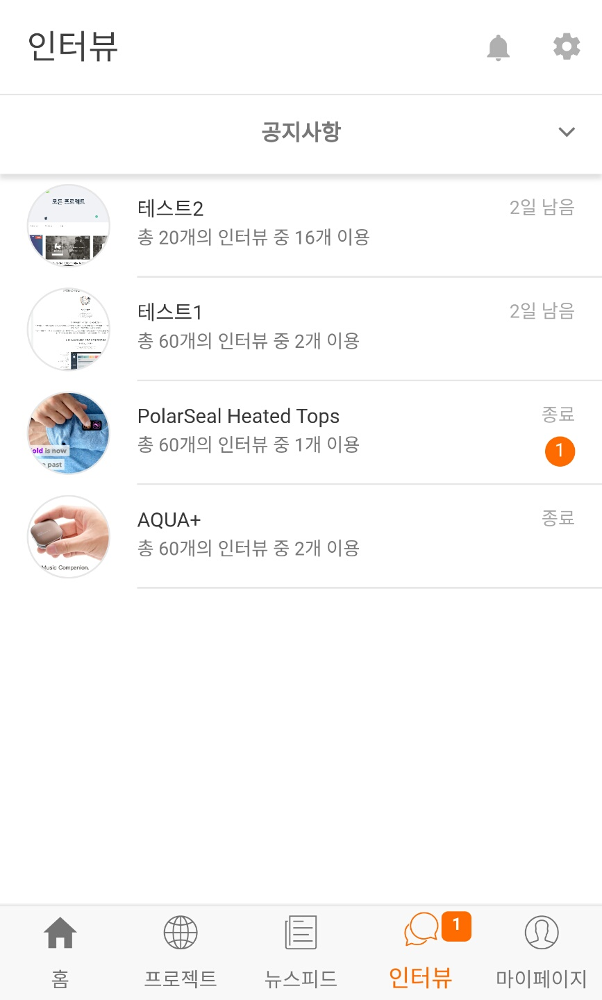 인터뷰
공지사항
모든 프로젝트
테스트2
2일 남음
총 20개의 인터뷰 중 16개 이용
테스트1
2일 남음
총 60개의 인터뷰 중 2개 이용
PolarSeal Heated Tops
종료
총 60개의 인터뷰 중 1개 이용
1
old is now
e past
AQUA+
종료
총 60개의 인터뷰 중 2개 이용
Music Companion.
1
홈
프로젝트
뉴스피드
인터뷰
마이페이지